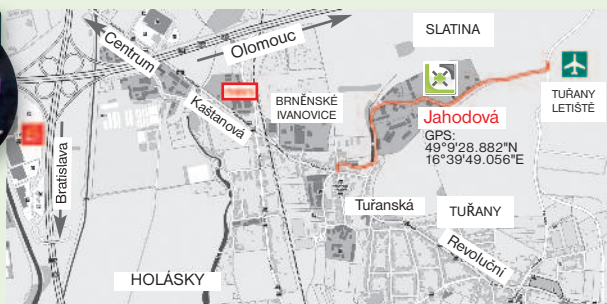 SLATINA
Olomouc
Centrum
TUŘANY
LETIŠTĚ
Kaštanová
BRNĚNSKÉ
IVANOVICE
Jahodová
GPS:
49°9'28.882"N
16°39'49.056"E
Bratislava
Tuřanská
TUŘANY
Revoluční
HOLÁSKY